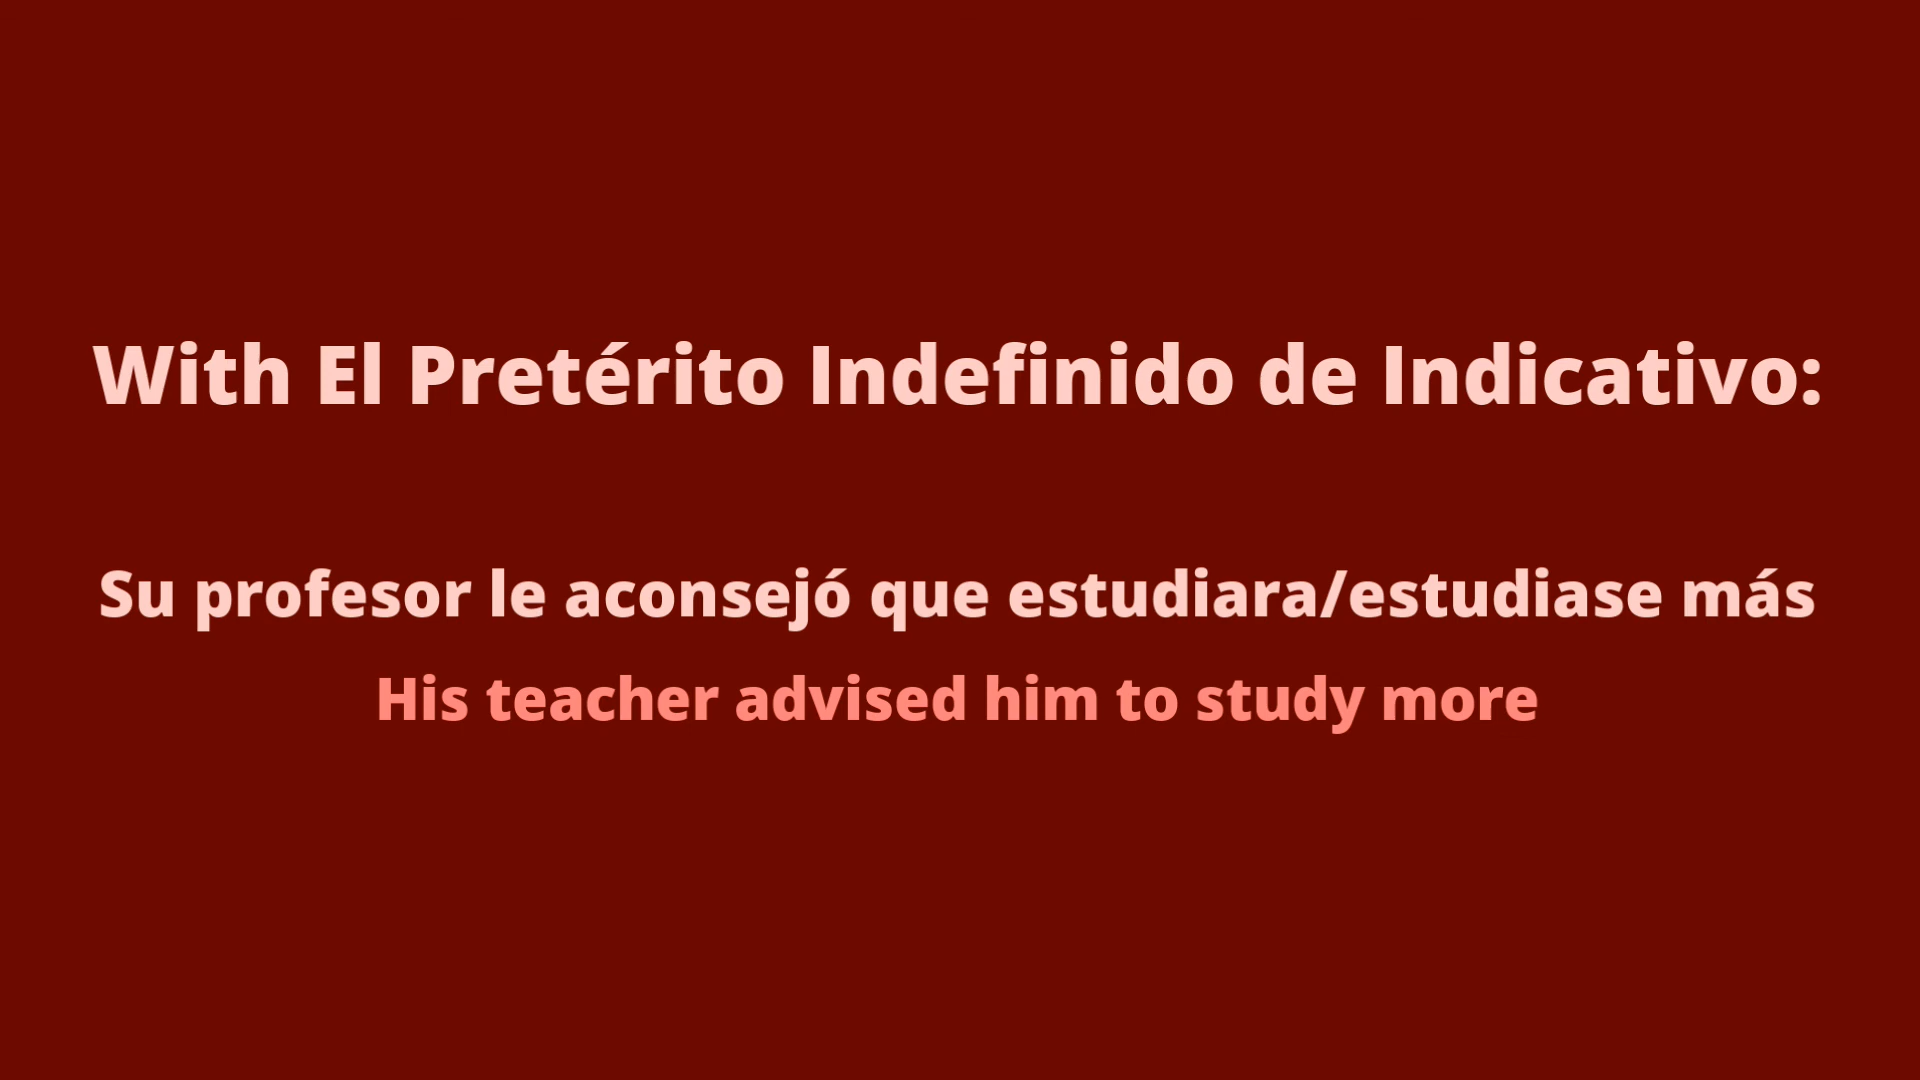 With El Pretérito Indefinido de Indicativo:
Su profesor le aconsejó que estudiara/estudiase más
His teacher advised him to study more